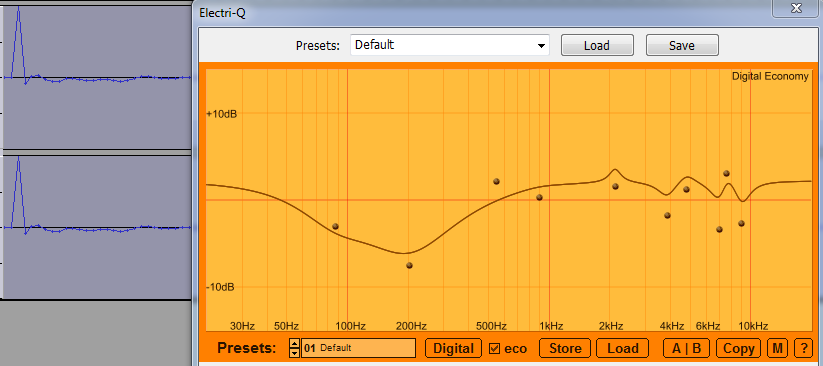 Electri-Q
Presets: Default Load Save
Digital Economy
+10dB
-10dB
30Hz 50Hz 100Hz 200Hz 500Hz 1kHz 2kHz 4kHz 6kHz 10kHz
Presets: 01 Default Digital eco Store Load A | B Copy M ?